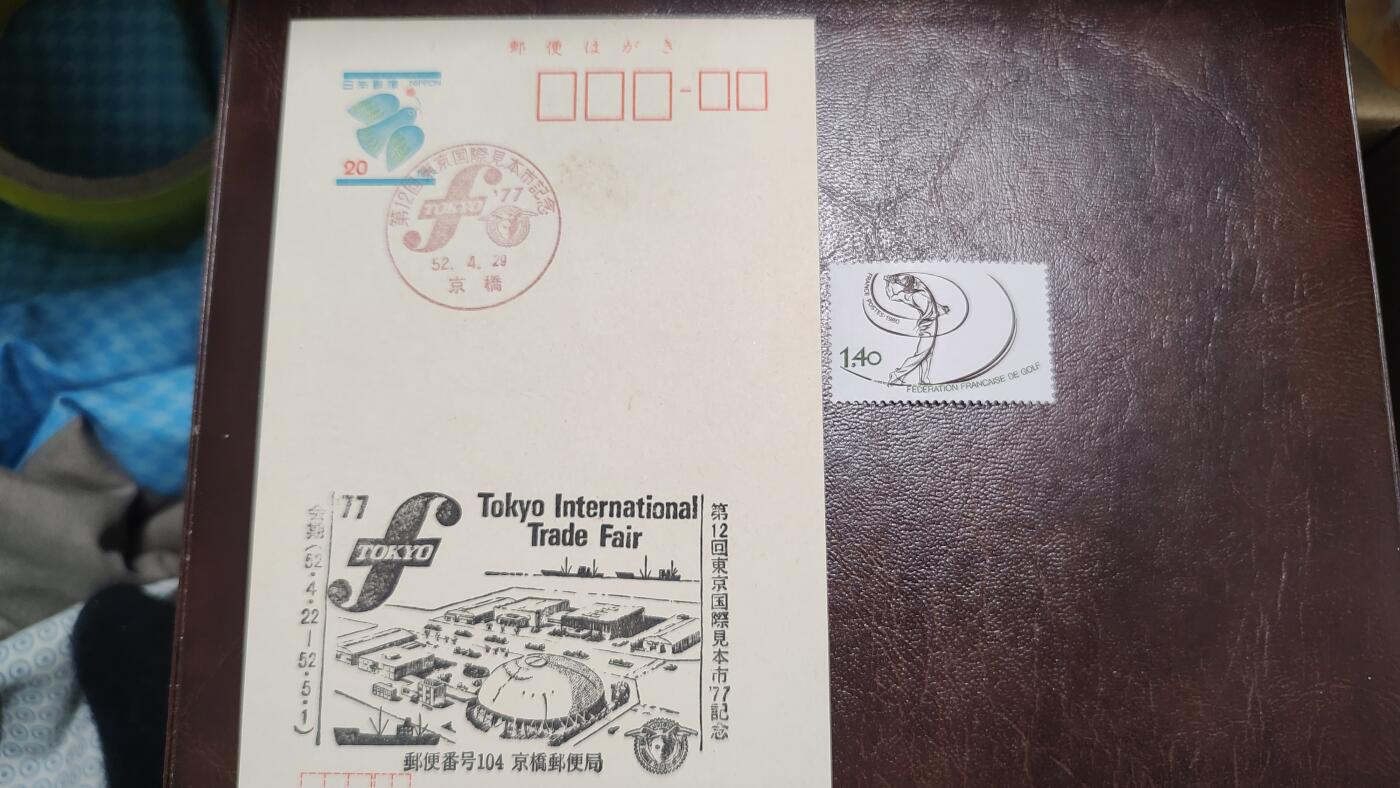 郵便はがき
日本郵便 NIPPON
20
第12回東京国際見本市記念
TOKYO
'77
52. 4. 29
京橋
FRANCE POSTES 1980
1,40
FEDERATION FRANCAISE DE GOLF
'77
TOKYO
Tokyo International
Trade Fair
会期(52.4.22—52.5.1)
第12回東京国際見本市'77記念
郵便番号104 京橋郵便局